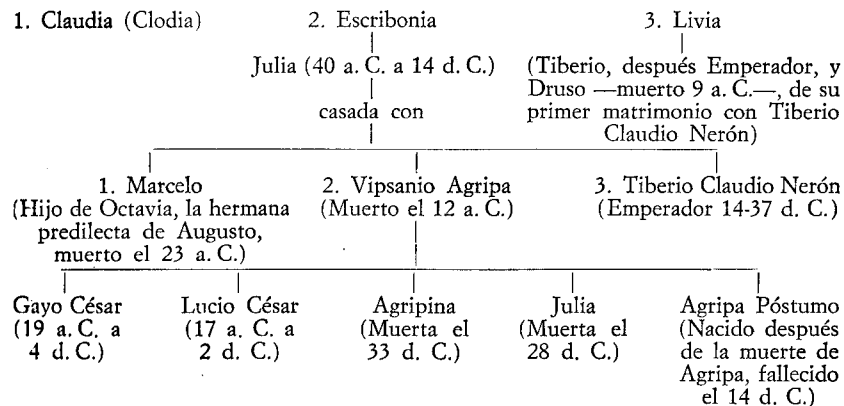 1. Claudia (Clodia)
2. Escribonia
Julia (40 a. C. a 14 d. C.)
casada con
3. Livia
(Tiberio, después Emperador, y
Druso —muerto 9 a. C.—, de su
primer matrimonio con Tiberio
Claudio Nerón)
1. Marcelo
(Hijo de Octavia, la hermana
predilecta de Augusto,
muerto el 23 a. C.)
2. Vipsanio Agripa
(Muerto el 12 a. C.)
3. Tiberio Claudio Nerón
(Emperador 14-37 d. C.)
Gayo César
(19 a. C. a
4 d. C.)
Lucio César
(17 a. C. a
2 d. C.)
Agripina
(Muerta el
33 d. C.)
Julia
(Muerta el
28 d. C.)
Agripa Póstumo
(Nacido después
de la muerte de
Agripa, fallecido
el 14 d. C.)